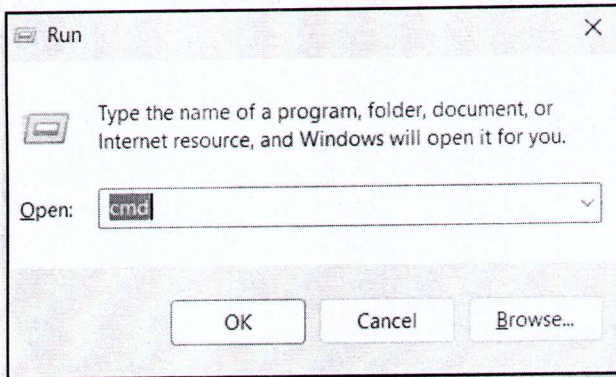 Run
Type the name of a program, folder, document, or
Internet resource, and Windows will open it for you.
Open: cmd
OK Cancel Browse...